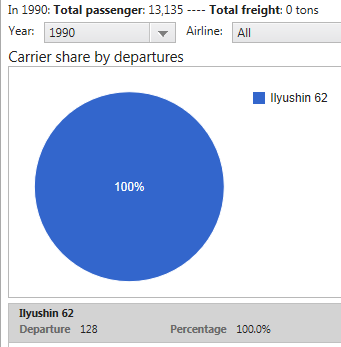 In 1990: Total passenger: 13,135 ---- Total freight: 0 tons
Year: 1990 Airline: All
Carrier share by departures
Ilyushin 62
100%
Ilyushin 62
Departure 128 Percentage 100.0%